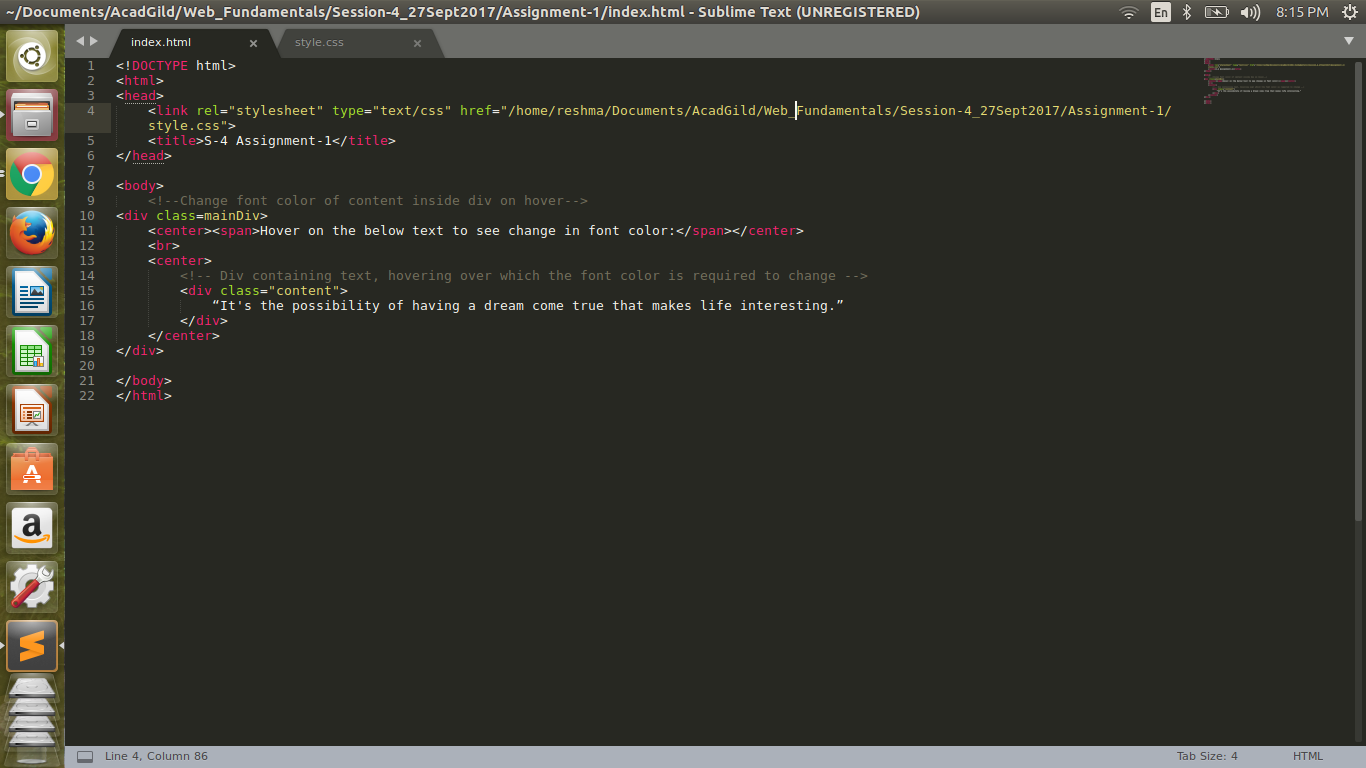 ~/Documents/AcadGild/Web_Fundamentals/Session-4_27Sept2017/Assignment-1/index.html - Sublime Text (UNREGISTERED)
En
8:15 PM
index.html × style.css ×
1 <!DOCTYPE html>
2 <html>
3 <head>
4 <link rel="stylesheet" type="text/css" href="/home/reshma/Documents/AcadGild/Web_Fundamentals/Session-4_27Sept2017/Assignment-1/
style.css">
5 <title>S-4 Assignment-1</title>
6 </head>
7
8 <body>
9 <!--Change font color of content inside div on hover-->
10 <div class=mainDiv>
11 <center><span>Hover on the below text to see change in font color:</span></center>
12 <br>
13 <center>
14 <!-- Div containing text, hovering over which the font color is required to change -->
15 <div class="content">
16 “It's the possibility of having a dream come true that makes life interesting.”
17 </div>
18 </center>
19 </div>
20
21 </body>
22 </html>
Line 4, Column 86
Tab Size: 4
HTML